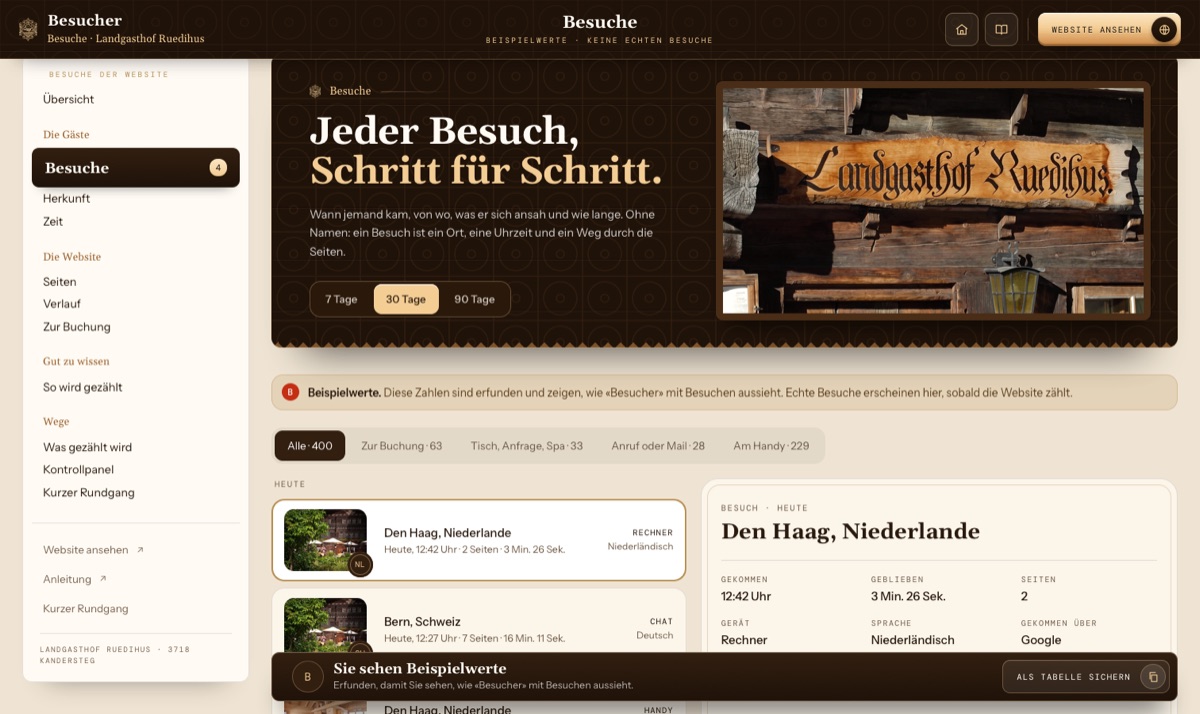 Besucher
Besuche · Landgasthof Ruedihus
Besuche
BEISPIELWERTE · KEINE ECHTEN BESUCHE
WEBSITE ANSEHEN
BESUCHE DER WEBSITE
Übersicht
Die Gäste
Besuche
4
Herkunft
Zeit
Die Website
Seiten
Verlauf
Zur Buchung
Gut zu wissen
So wird gezählt
Wege
Was gezählt wird
Kontrollpanel
Kurzer Rundgang
Website ansehen ↗
Anleitung ↗
Kurzer Rundgang
LANDGASTHOF RUEDIHUS · 3718
KANDERSTEG
Besuche
Jeder Besuch,
Schritt für Schritt.
Wann jemand kam, von wo, was er sich ansah und wie lange. Ohne
Namen: ein Besuch ist ein Ort, eine Uhrzeit und ein Weg durch die
Seiten.
7 Tage
30 Tage
90 Tage
Landgasthof Ruedihus.
B
Beispielwerte. Diese Zahlen sind erfunden und zeigen, wie «Besucher» mit Besuchen aussieht. Echte Besuche erscheinen hier, sobald die Website zählt.
Alle · 400
Zur Buchung · 63
Tisch, Anfrage, Spa · 33
Anruf oder Mail · 28
Am Handy · 229
HEUTE
Den Haag, Niederlande
Heute, 12:42 Uhr · 2 Seiten · 3 Min. 26 Sek.
RECHNER
Niederländisch
NL
Bern, Schweiz
Heute, 12:27 Uhr · 7 Seiten · 16 Min. 11 Sek.
CHAT
Deutsch
Den Haag, Niederlande
HANDY
BESUCH · HEUTE
Den Haag, Niederlande
GEKOMMEN
12:42 Uhr
GEBLIEBEN
3 Min. 26 Sek.
SEITEN
2
GERÄT
Rechner
SPRACHE
Niederländisch
GEKOMMEN ÜBER
Google
B
Sie sehen Beispielwerte
Erfunden, damit Sie sehen, wie «Besucher» mit Besuchen aussieht.
ALS TABELLE SICHERN